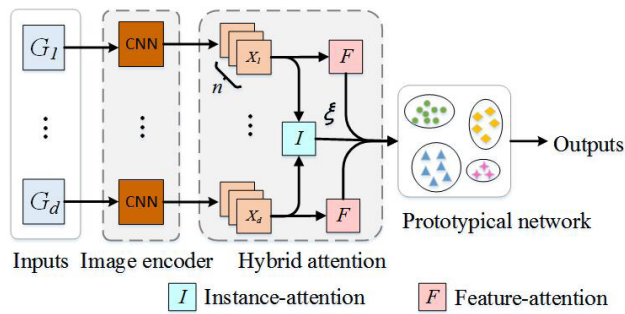 G1 CNN X1 F
n ξ
I
Gd CNN Xd F
Outputs
Prototypical network
Inputs Image encoder Hybrid attention
I Instance-attention F Feature-attention